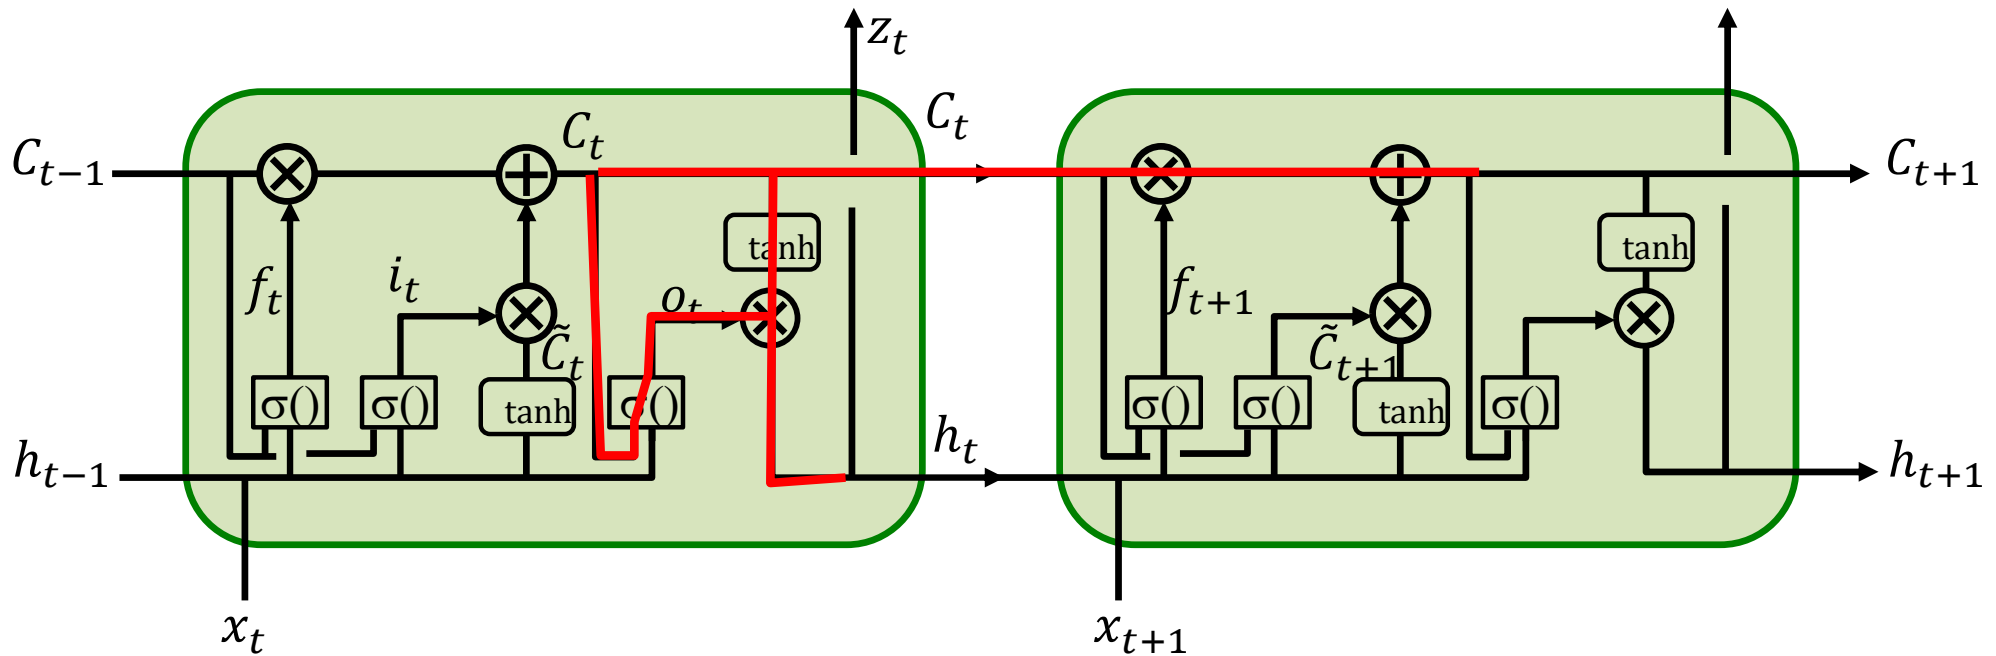 z_t
C_t
C_{t−1}
C_t
C_{t+1}
tanh
tanh
f_t
i_t
o_t
f_{t+1}
C̃_t
C̃_{t+1}
σ()
σ()
tanh
σ()
σ()
σ()
tanh
σ()
h_{t−1}
h_t
h_{t+1}
x_t
x_{t+1}